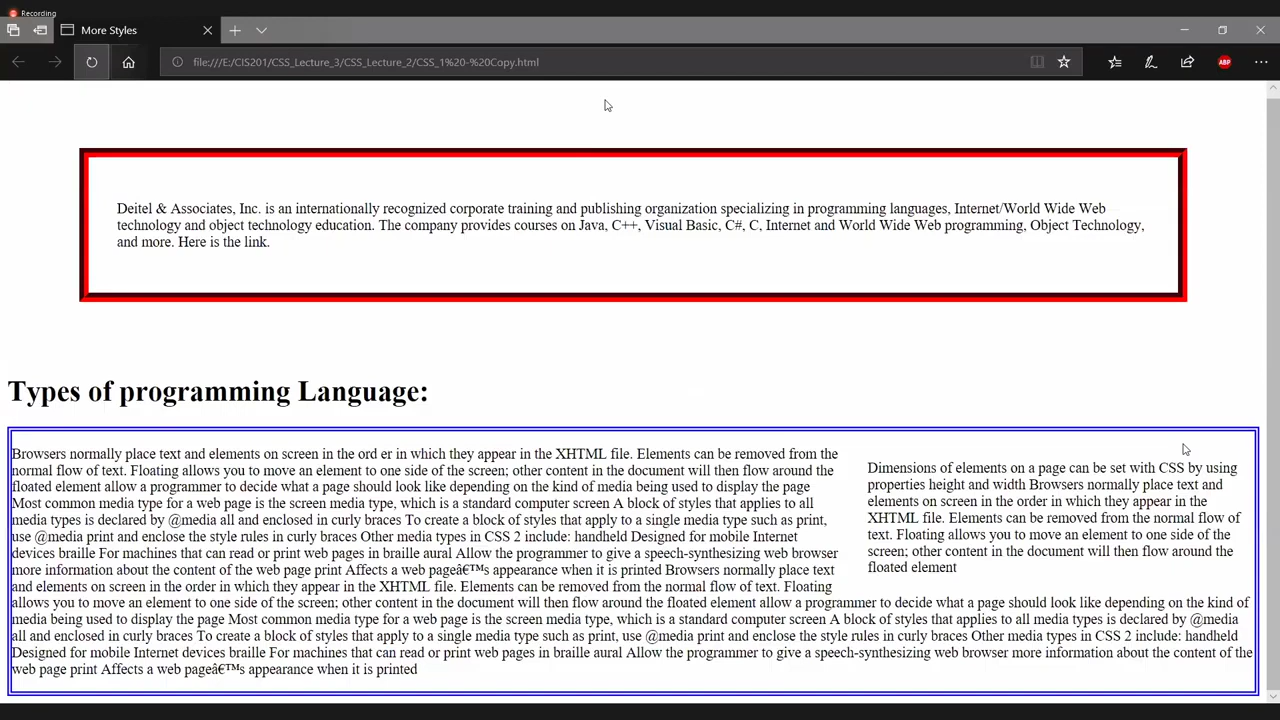 Recording
More Styles
file:///E:/CIS201/CSS_Lecture_3/CSS_Lecture_2/CSS_1%20-%20Copy.html
ABP
Deitel & Associates, Inc. is an internationally recognized corporate training and publishing organization specializing in programming languages, Internet/World Wide Web
technology and object technology education. The company provides courses on Java, C++, Visual Basic, C#, C, Internet and World Wide Web programming, Object Technology,
and more. Here is the link.
Types of programming Language:
Browsers normally place text and elements on screen in the ord er in which they appear in the XHTML file. Elements can be removed from the
normal flow of text. Floating allows you to move an element to one side of the screen; other content in the document will then flow around the
floated element allow a programmer to decide what a page should look like depending on the kind of media being used to display the page
Most common media type for a web page is the screen media type, which is a standard computer screen A block of styles that applies to all
media types is declared by @media all and enclosed in curly braces To create a block of styles that apply to a single media type such as print,
use @media print and enclose the style rules in curly braces Other media types in CSS 2 include: handheld Designed for mobile Internet
devices braille For machines that can read or print web pages in braille aural Allow the programmer to give a speech-synthesizing web browser
more information about the content of the web page print Affects a web pageâ€™s appearance when it is printed Browsers normally place text
and elements on screen in the order in which they appear in the XHTML file. Elements can be removed from the normal flow of text. Floating
Dimensions of elements on a page can be set with CSS by using
properties height and width Browsers normally place text and
elements on screen in the order in which they appear in the
XHTML file. Elements can be removed from the normal flow of
text. Floating allows you to move an element to one side of the
screen; other content in the document will then flow around the
floated element
allows you to move an element to one side of the screen; other content in the document will then flow around the floated element allow a programmer to decide what a page should look like depending on the kind of
media being used to display the page Most common media type for a web page is the screen media type, which is a standard computer screen A block of styles that applies to all media types is declared by @media
all and enclosed in curly braces To create a block of styles that apply to a single media type such as print, use @media print and enclose the style rules in curly braces Other media types in CSS 2 include: handheld
Designed for mobile Internet devices braille For machines that can read or print web pages in braille aural Allow the programmer to give a speech-synthesizing web browser more information about the content of the
web page print Affects a web pageâ€™s appearance when it is printed